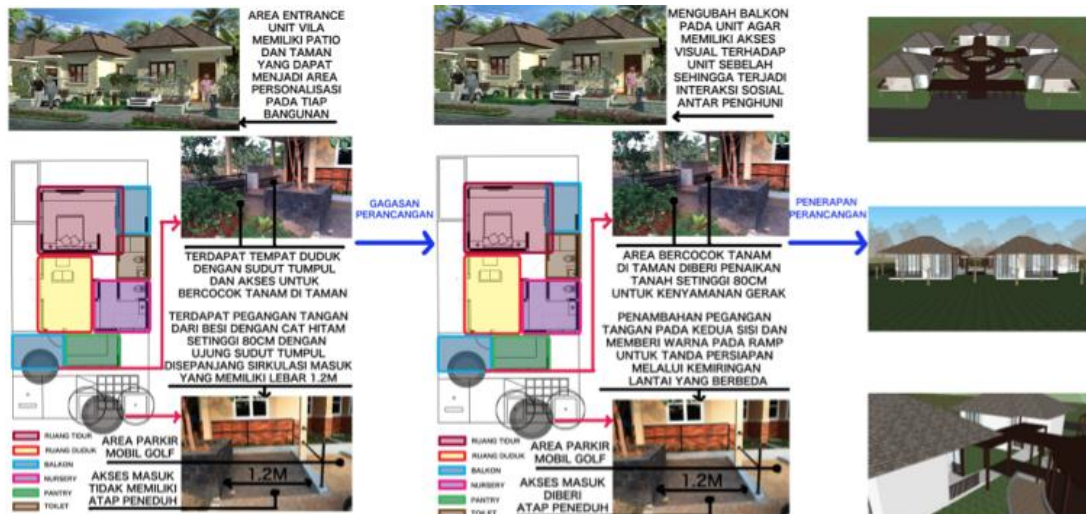 AREA ENTRANCE
UNIT VILA
MEMILIKI PATIO
DAN TAMAN
YANG DAPAT
MENJADI AREA
PERSONALISASI
PADA TIAP
BANGUNAN
TERDAPAT TEMPAT DUDUK
DENGAN SUDUT TUMPUL
DAN AKSES UNTUK
BERCOCOK TANAM DI TAMAN
TERDAPAT PEGANGAN TANGAN
DARI BESI DENGAN CAT HITAM
SETINGGI 80CM DENGAN
UJUNG SUDUT TUMPUL
DISEPANJANG SIRKULASI MASUK
YANG MEMILIKI LEBAR 1.2M
RUANG TIDUR
RUANG DUDUK
BALKON
NURSERY
PANTRY
TOILET
AREA PARKIR
MOBIL GOLF
AKSES MASUK
TIDAK MEMILIKI
ATAP PENEDUH
1.2M
GAGASAN
PERANCANGAN
MENGUBAH BALKON
PADA UNIT AGAR
MEMILIKI AKSES
VISUAL TERHADAP
UNIT SEBELAH
SEHINGGA TERJADI
INTERAKSI SOSIAL
ANTAR PENGHUNI
AREA BERCOCOK TANAM
DI TAMAN DIBERI PENAIKAN
TANAH SETINGGI 80CM
UNTUK KENYAMANAN GERAK
PENAMBAHAN PEGANGAN
TANGAN PADA KEDUA SISI DAN
MEMBERI WARNA PADA RAMP
UNTUK TANDA PERSIAPAN
MELALUI KEMIRINGAN
LANTAI YANG BERBEDA
RUANG TIDUR
RUANG DUDUK
BALKON
NURSERY
PANTRY
TOILET
AREA PARKIR
MOBIL GOLF
AKSES MASUK
DIBERI
ATAP PENEDUH
1.2M
PENERAPAN
PERANCANGAN